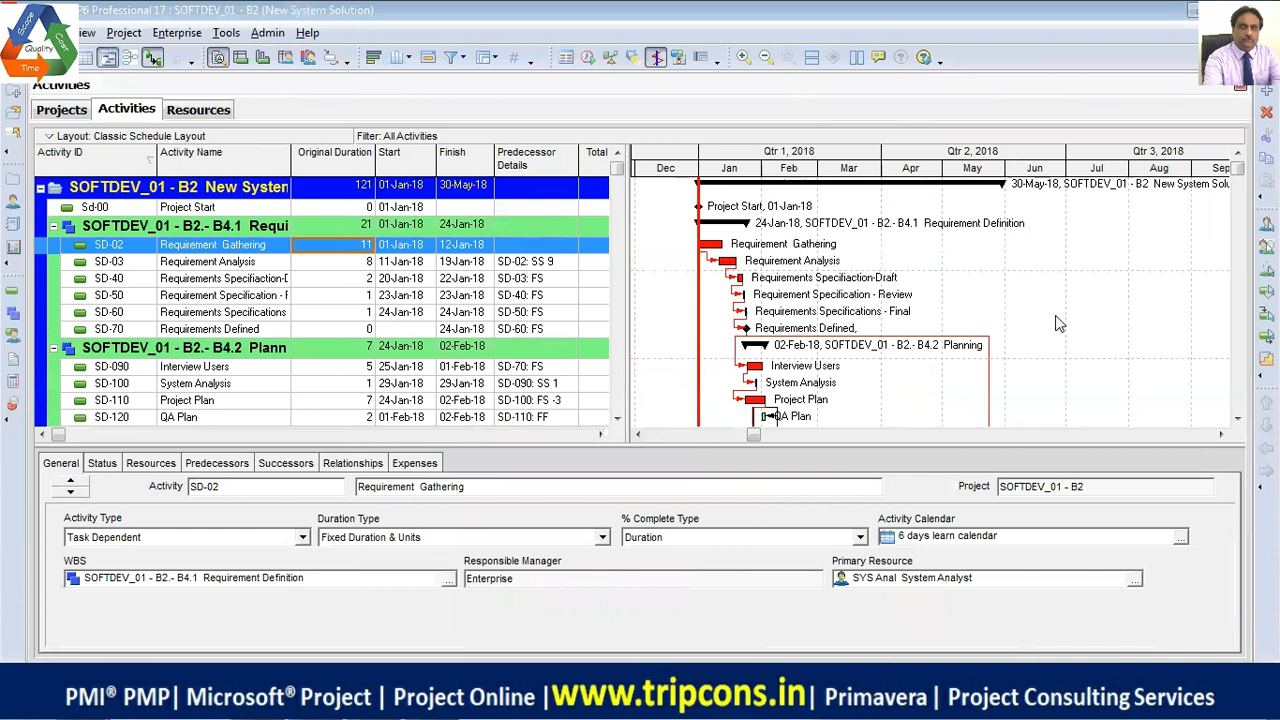 P6 Professional 17 : SOFTDEV_01 - B2 (New System Solution)
Scope
Quality
Cost
Time
View Project Enterprise Tools Admin Help
Activities
Projects Activities Resources
Layout: Classic Schedule Layout Filter: All Activities
Activity ID Activity Name Original Duration Start Finish Predecessor Details Total
Qtr 1, 2018 Qtr 2, 2018 Qtr 3, 2018
Dec Jan Feb Mar Apr May Jun Jul Aug Sep
SOFTDEV_01 - B2 New System 121 01-Jan-18 30-May-18
30-May-18, SOFTDEV_01 - B2 New System Solu
Sd-00 Project Start 0 01-Jan-18
Project Start, 01-Jan-18
SOFTDEV_01 - B2.- B4.1 Requi 21 01-Jan-18 24-Jan-18
24-Jan-18, SOFTDEV_01 - B2.- B4.1 Requirement Definition
SD-02 Requirement Gathering 11 01-Jan-18 12-Jan-18
Requirement Gathering
SD-03 Requirement Analysis 8 11-Jan-18 19-Jan-18 SD-02: SS 9
Requirement Analysis
SD-40 Requirements Specifiaction-D 2 20-Jan-18 22-Jan-18 SD-03: FS
Requirements Specifiaction-Draft
SD-50 Requirement Specification - R 1 23-Jan-18 23-Jan-18 SD-40: FS
Requirement Specification - Review
SD-60 Requirements Specifications 1 24-Jan-18 24-Jan-18 SD-50: FS
Requirements Specifications - Final
SD-70 Requirements Defined 0 24-Jan-18 SD-60: FS
Requirements Defined,
SOFTDEV_01 - B2.- B4.2 Plann 7 24-Jan-18 02-Feb-18
02-Feb-18, SOFTDEV_01 - B2.- B4.2 Planning
SD-090 Interview Users 5 25-Jan-18 01-Feb-18 SD-70: FS
Interview Users
SD-100 System Analysis 1 29-Jan-18 29-Jan-18 SD-090: SS 1
System Analysis
SD-110 Project Plan 7 24-Jan-18 02-Feb-18 SD-100: FS -3
Project Plan
SD-120 QA Plan 2 01-Feb-18 02-Feb-18 SD-110: FF
QA Plan
General Status Resources Predecessors Successors Relationships Expenses
Activity SD-02 Requirement Gathering Project SOFTDEV_01 - B2
Activity Type Duration Type % Complete Type Activity Calendar
Task Dependent Fixed Duration & Units Duration 6 days learn calendar
WBS Responsible Manager Primary Resource
SOFTDEV_01 - B2.- B4.1 Requirement Definition Enterprise SYS Anal System Analyst
PMI® PMP| Microsoft® Project | Project Online |www.tripcons.in| Primavera | Project Consulting Services